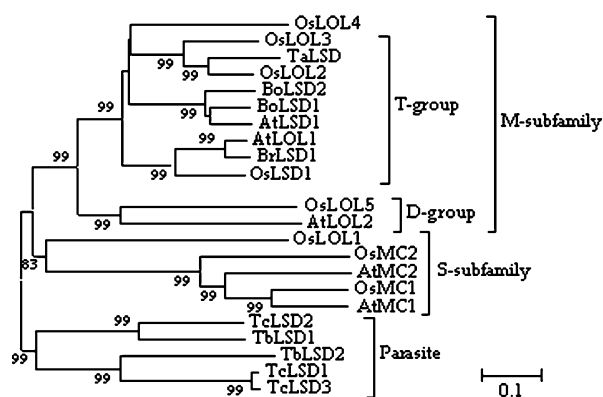 OsLOL4
OsLOL3
TaLSD
99
99
OsLOL2
BoLSD2
99
BoLSD1
99
T-group
AtLSD1
M-subfamily
99
AtLOL1
99
BrLSD1
99
OsLSD1
OsLOL5
D-group
99
AtLOL2
OsLOL1
83
OsMC2
S-subfamily
99
AtMC2
99
OsMC1
99
AtMC1
99
TcLSD2
TbLSD1
99
TbLSD2
Parasite
99
TcLSD1
99
TcLSD3
0.1